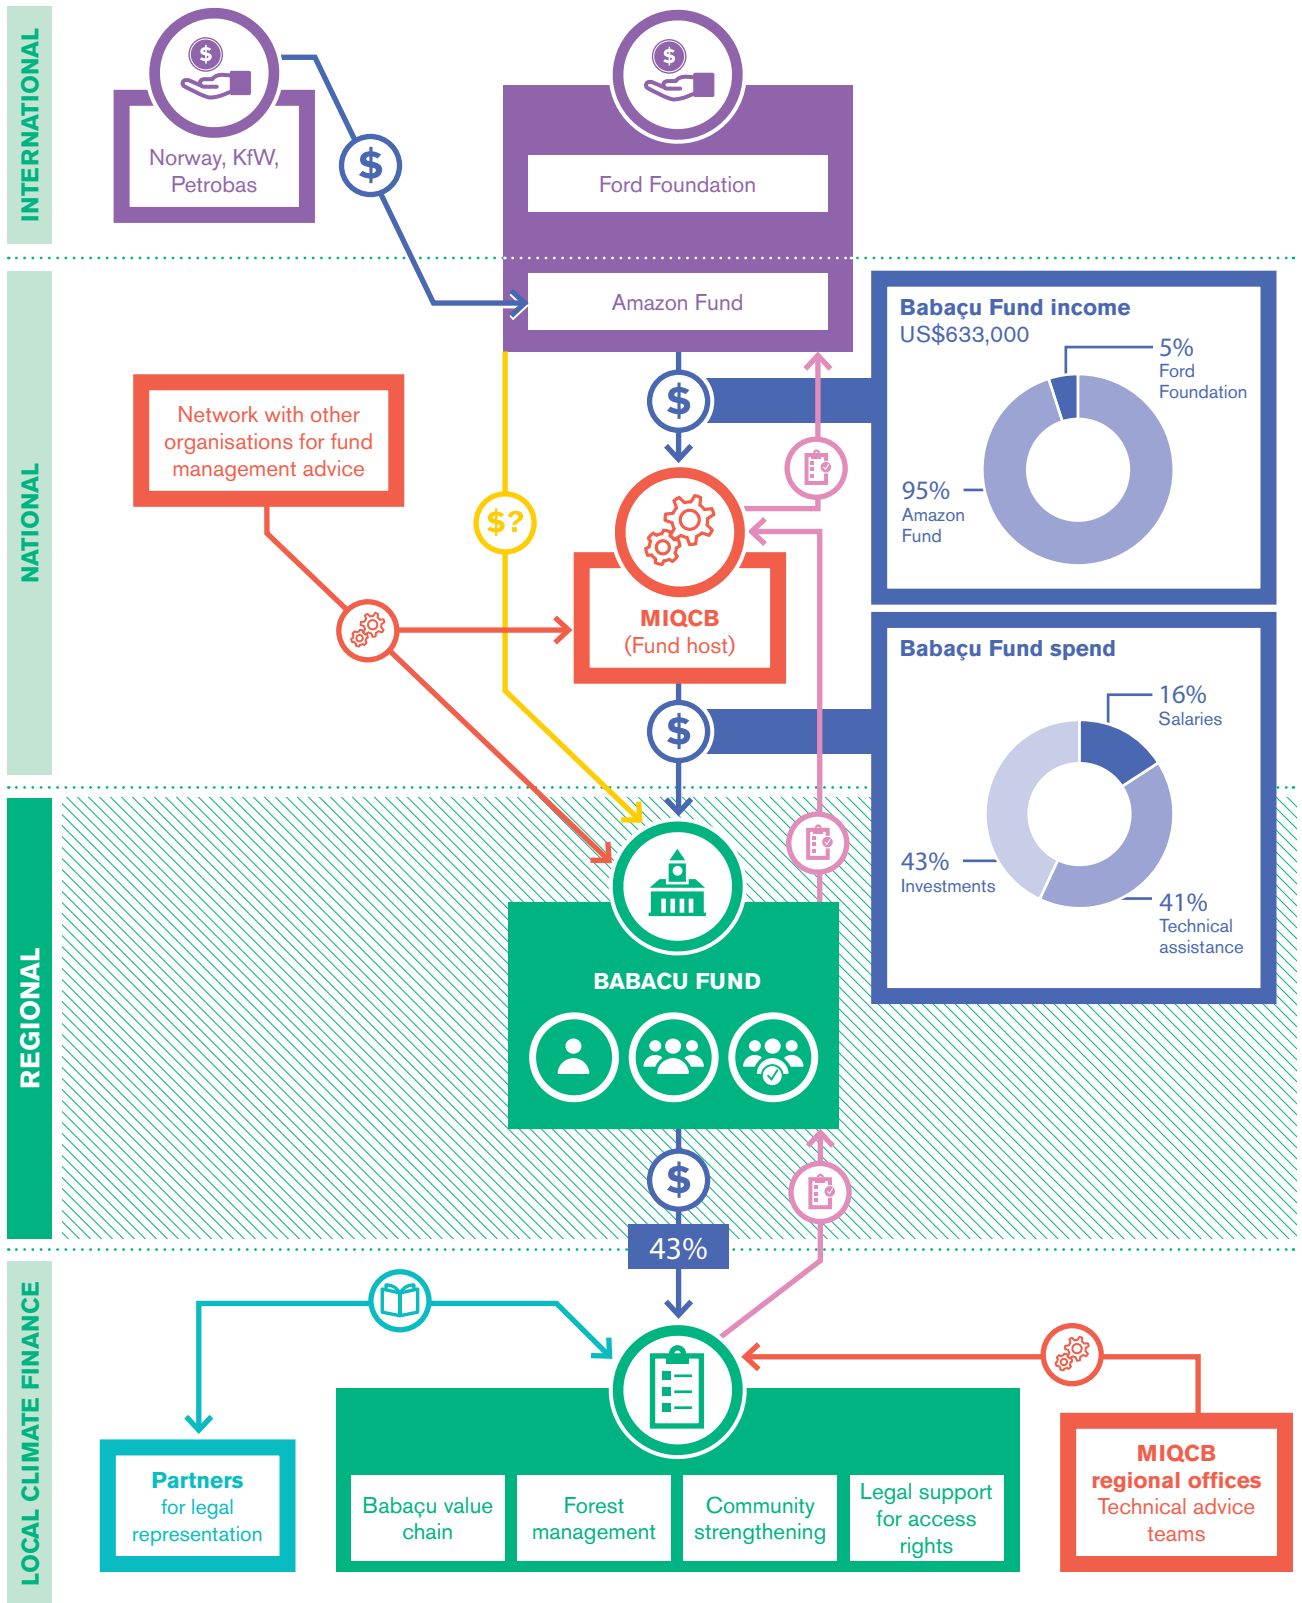 INTERNATIONAL
$
Norway, KfW,
Petrobas
$
$
Ford Foundation
NATIONAL
Amazon Fund
Babaçu Fund income
US$633,000
5%
Ford
Foundation
95%
Amazon
Fund
$
Network with other
organisations for fund
management advice
$?
MIQCB
(Fund host)
Babaçu Fund spend
16%
Salaries
43%
Investments
41%
Technical
assistance
$
REGIONAL
BABACU FUND
$
43%
LOCAL CLIMATE FINANCE
Partners
for legal
representation
Babaçu value
chain
Forest
management
Community
strengthening
Legal support
for access
rights
MIQCB
regional offices
Technical advice
teams